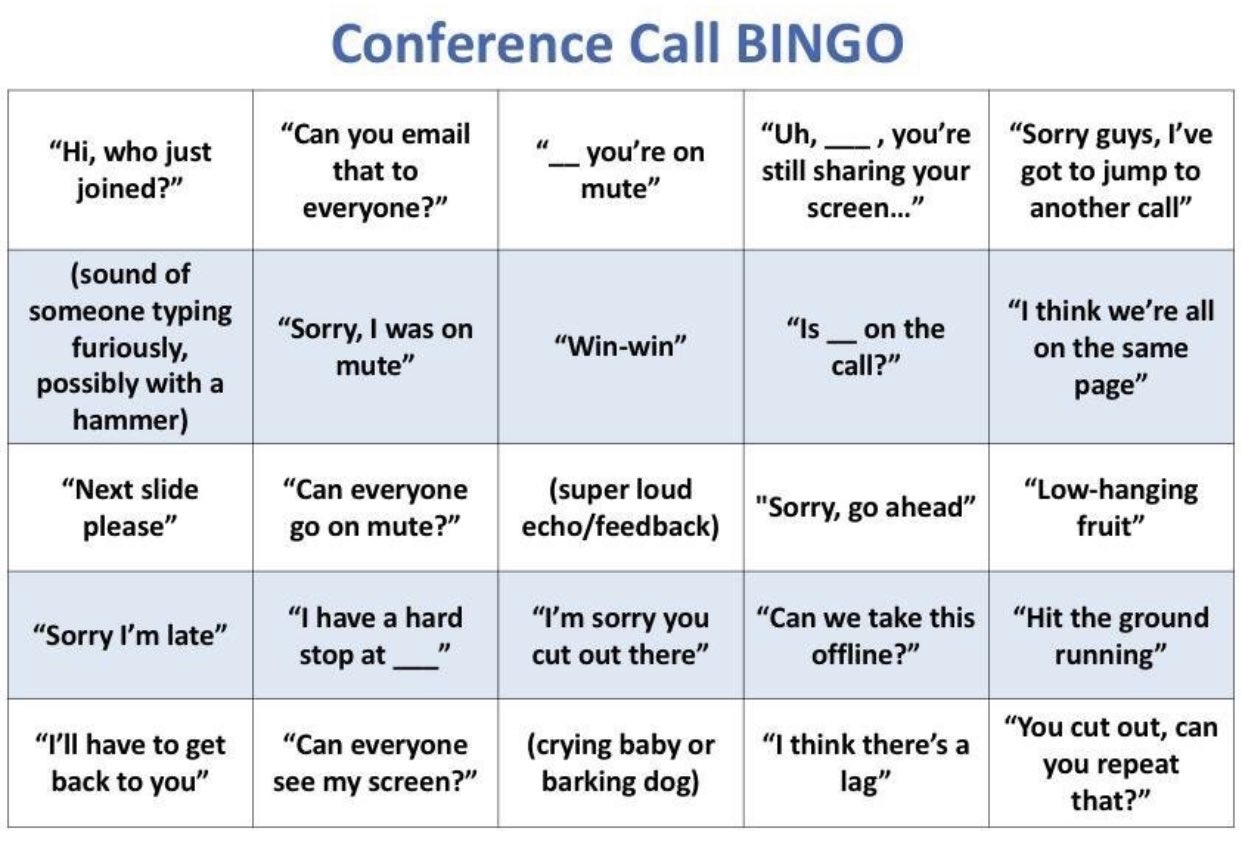 Conference Call BINGO
“Hi, who just
joined?”
“Can you email
that to
everyone?”
“__ you’re on
mute”
“Uh, ___ , you’re
still sharing your
screen…”
“Sorry guys, I’ve
got to jump to
another call”
(sound of
someone typing
furiously,
possibly with a
hammer)
“Sorry, I was on
mute”
“Win-win”
“Is __ on the
call?”
“I think we’re all
on the same
page”
“Next slide
please”
“Can everyone
go on mute?”
(super loud
echo/feedback)
"Sorry, go ahead”
“Low-hanging
fruit”
“Sorry I’m late”
“I have a hard
stop at ___”
“I’m sorry you
cut out there”
“Can we take this
offline?”
“Hit the ground
running”
“I’ll have to get
back to you”
“Can everyone
see my screen?”
(crying baby or
barking dog)
“I think there’s a
lag”
“You cut out, can
you repeat
that?”